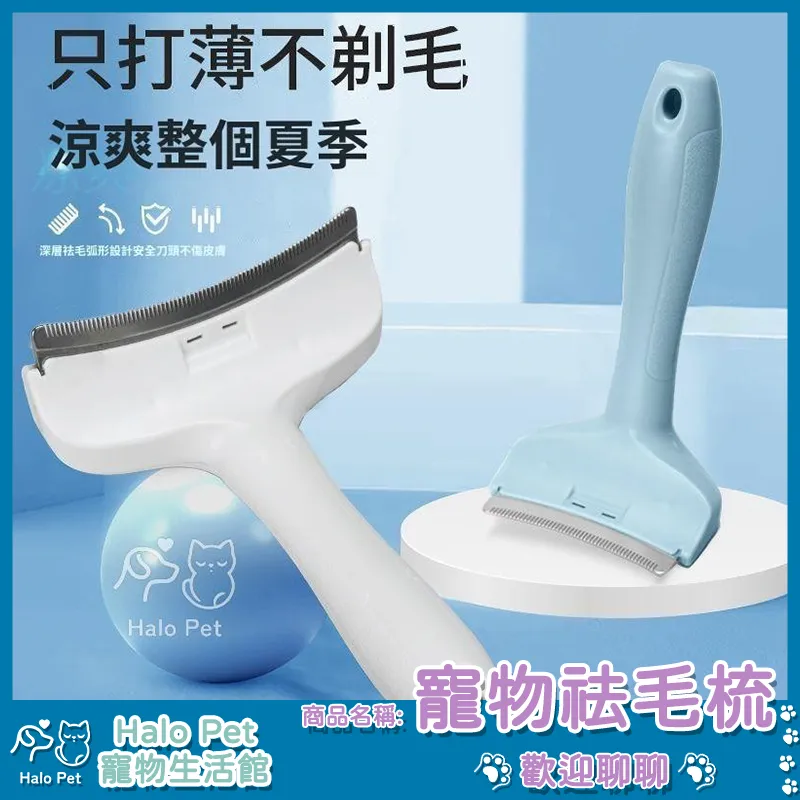 只打薄不剃毛
涼爽整個夏季
深層祛毛弧形設計安全刀頭不傷皮膚
Halo Pet
商品名稱: 寵物祛毛梳
Halo Pet
Halo Pet
寵物生活館
歡迎聊聊